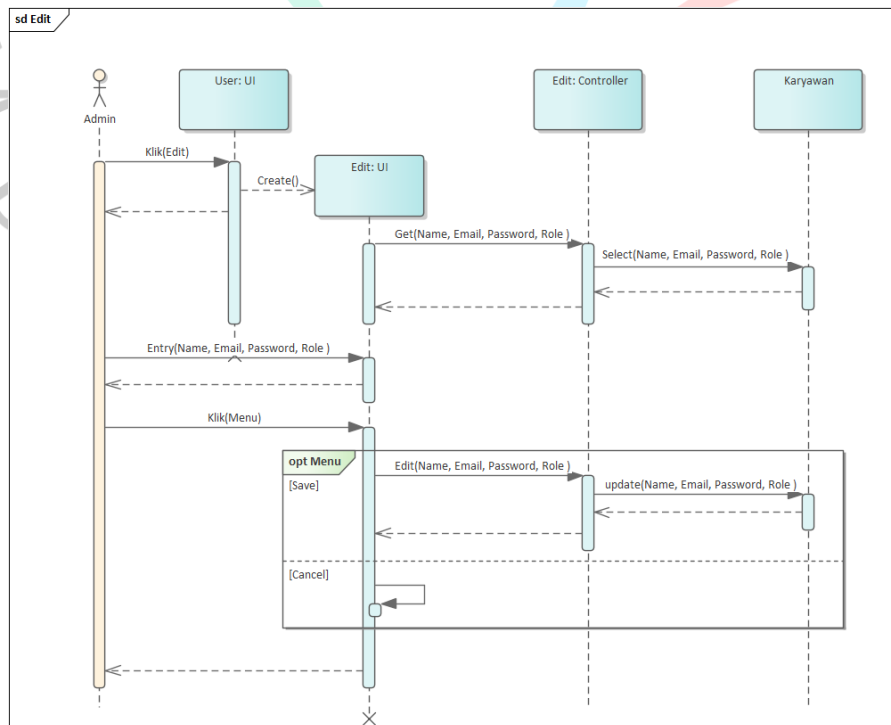 sd Edit
User: UI
Edit: Controller
Karyawan
Admin
Klik(Edit)
Edit: UI
Create()
Get(Name, Email, Password, Role )
Select(Name, Email, Password, Role )
Entry(Name, Email, Password, Role )
Klik(Menu)
opt Menu
Edit(Name, Email, Password, Role )
[Save]
update(Name, Email, Password, Role )
[Cancel]